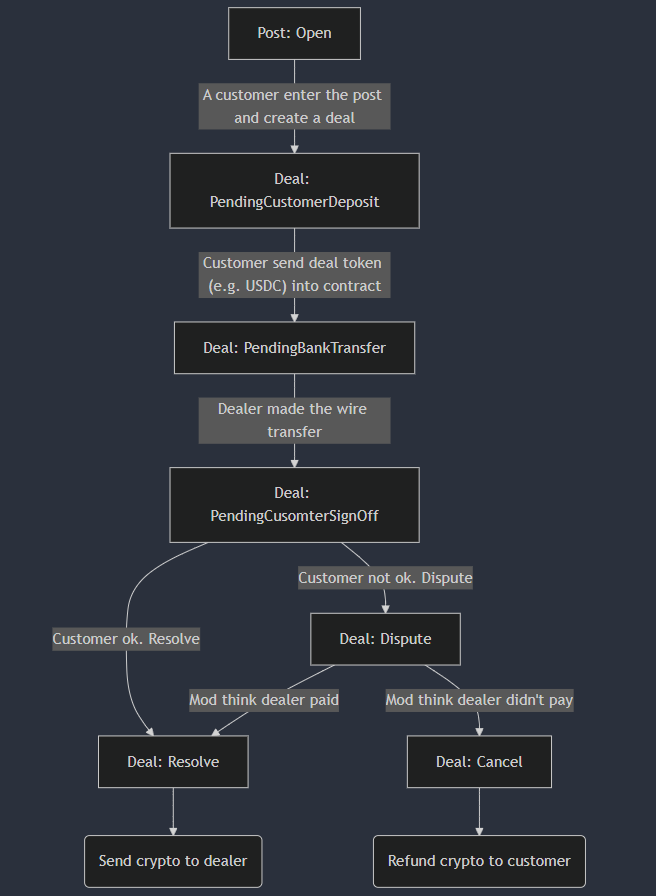 Post: Open
A customer enter the post
and create a deal
Deal:
PendingCustomerDeposit
Customer send deal token
(e.g. USDC) into contract
Deal: PendingBankTransfer
Dealer made the wire
transfer
Deal:
PendingCusomterSignOff
Customer not ok. Dispute
Customer ok. Resolve
Deal: Dispute
Mod think dealer paid
Mod think dealer didn't pay
Deal: Resolve
Deal: Cancel
Send crypto to dealer
Refund crypto to customer